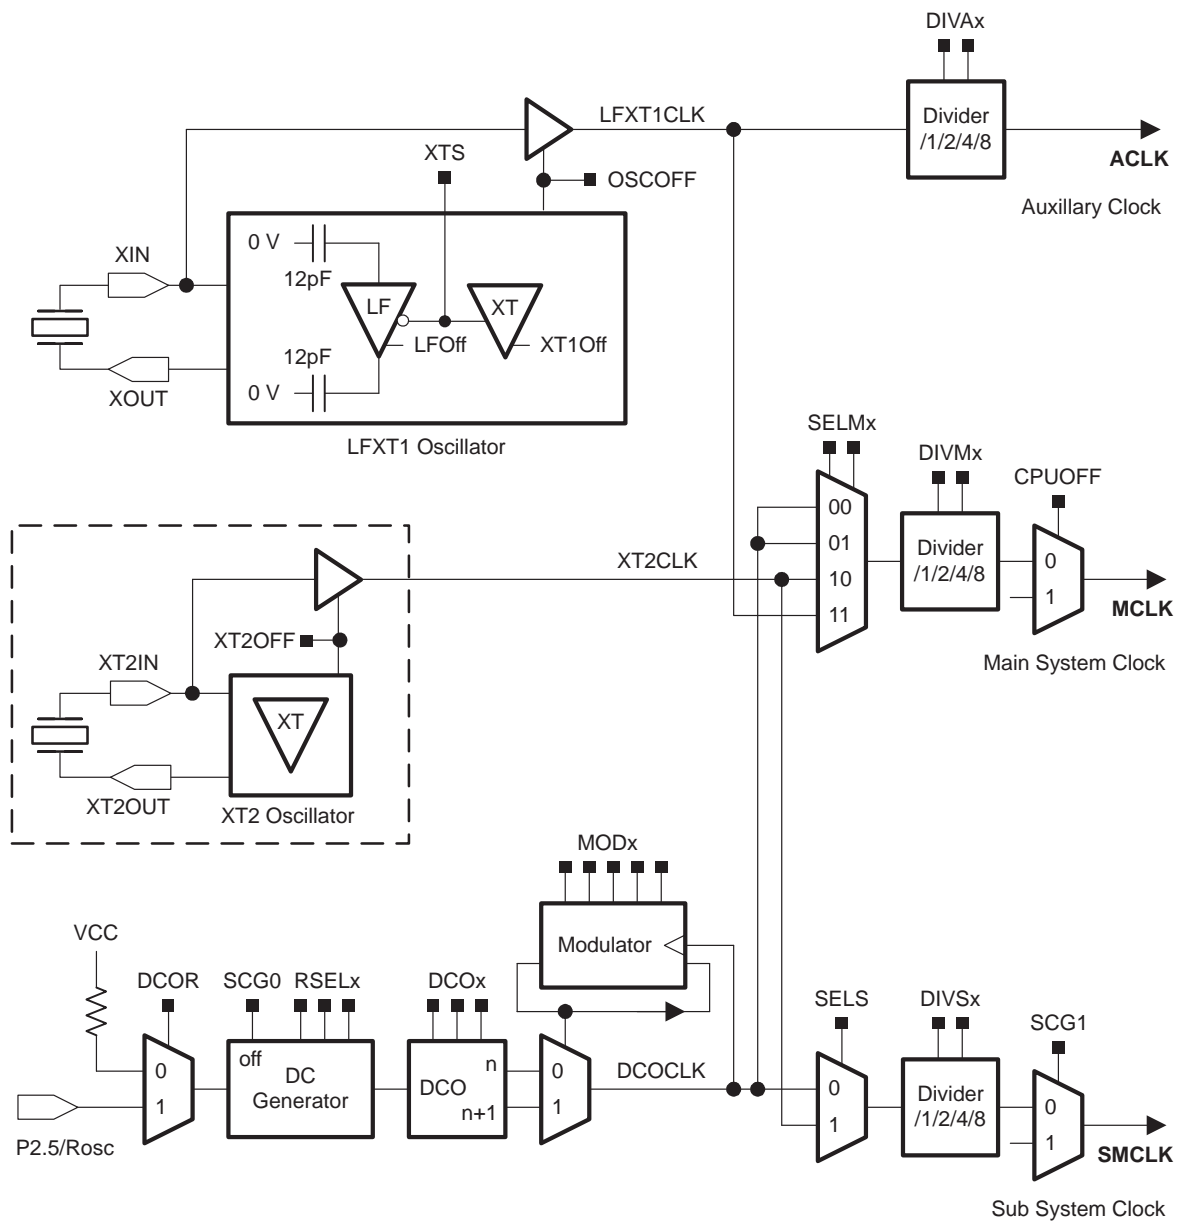 DIVAx
LFXT1CLK
Divider
/1/2/4/8
ACLK
Auxillary Clock
XTS
OSCOFF
XIN
0 V
12pF
LF
XT
LFOff
XT1Off
12pF
0 V
XOUT
LFXT1 Oscillator
SELMx
DIVMx
CPUOFF
00
01
10
11
Divider
/1/2/4/8
0
1
MCLK
Main System Clock
XT2CLK
XT2OFF
XT2IN
XT
XT2OUT
XT2 Oscillator
MODx
Modulator
VCC
DCOR
SCG0
RSELx
DCOx
0
1
off
DC
Generator
DCO
n
n+1
0
1
DCOCLK
P2.5/Rosc
SELS
DIVSx
SCG1
0
1
Divider
/1/2/4/8
0
1
SMCLK
Sub System Clock